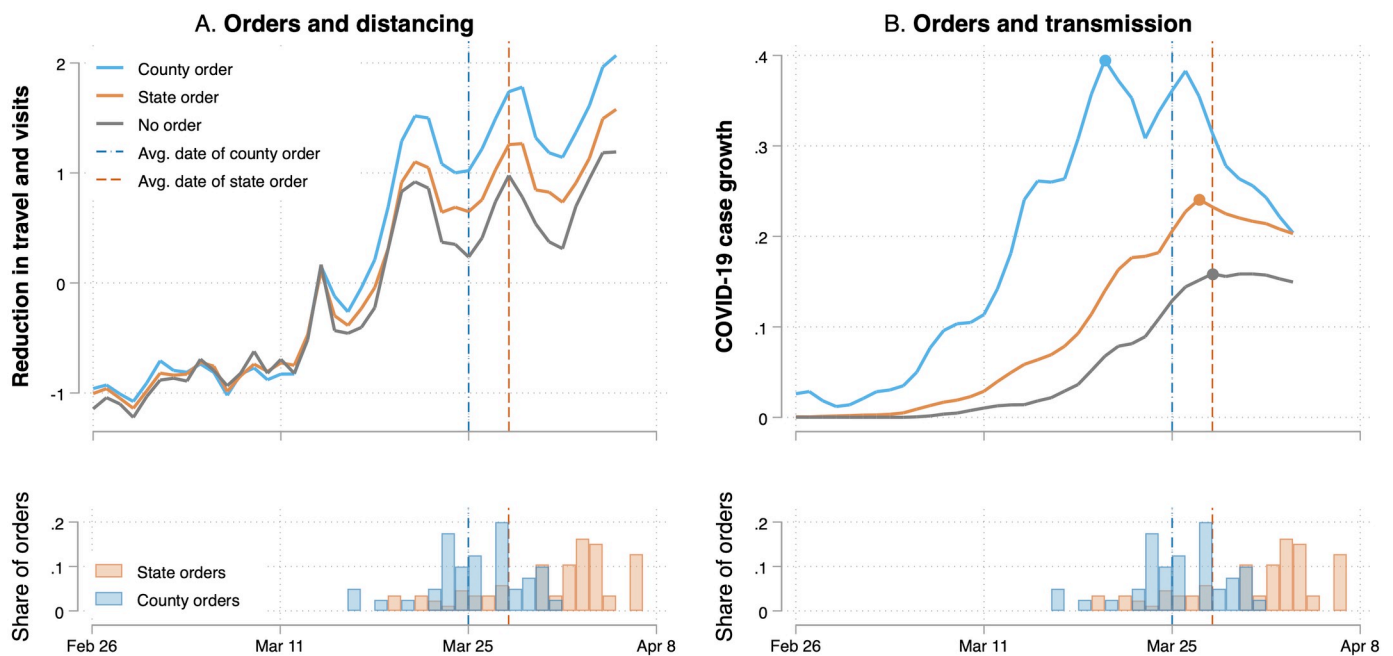 A. Orders and distancing
Reduction in travel and visits
2
1
0
-1
County order
State order
No order
Avg. date of county order
Avg. date of state order
Share of orders
.2
.1
0
State orders
County orders
Feb 26
Mar 11
Mar 25
Apr 8
B. Orders and transmission
COVID-19 case growth
.4
.3
.2
.1
0
Share of orders
.2
.1
0
Feb 26
Mar 11
Mar 25
Apr 8